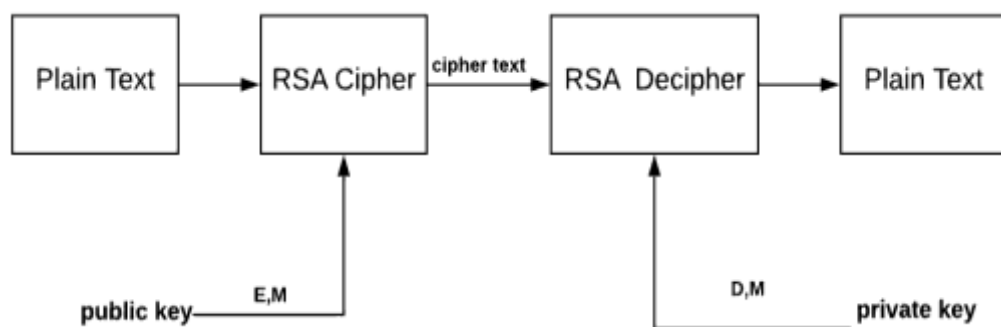 Plain Text
RSA Cipher
cipher text
RSA Decipher
Plain Text
public key
E,M
D,M
private key